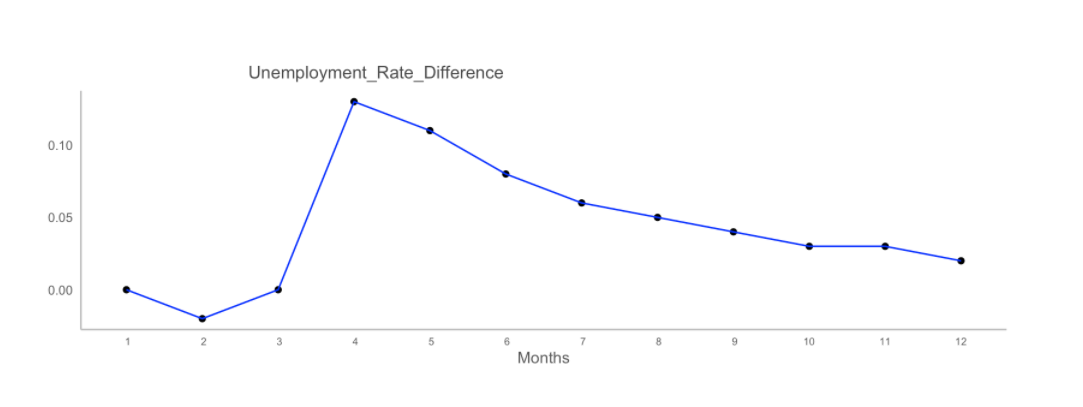 Unemployment_Rate_Difference
0.10
0.05
0.00
1 2 3 4 5 6 7 8 9 10 11 12
Months